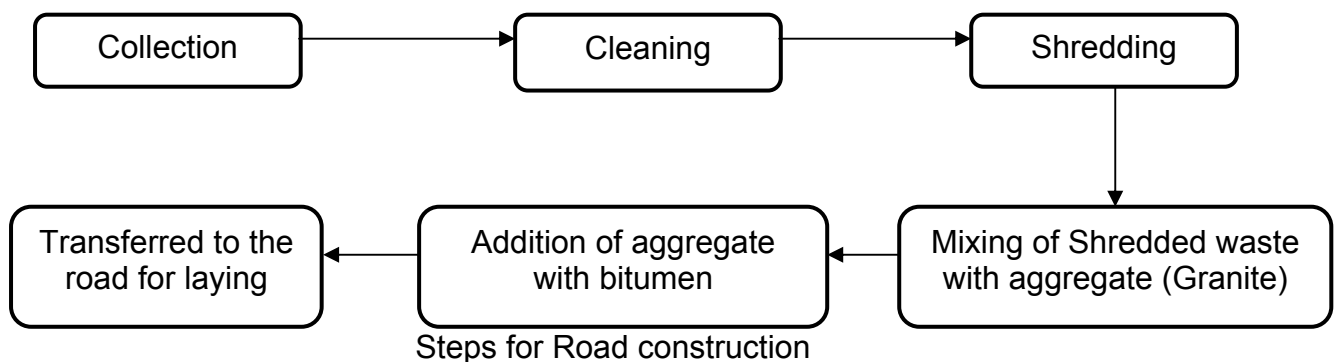 Collection
Cleaning
Shredding
Mixing of Shredded waste
with aggregate (Granite)
Addition of aggregate
with bitumen
Transferred to the
road for laying
Steps for Road construction